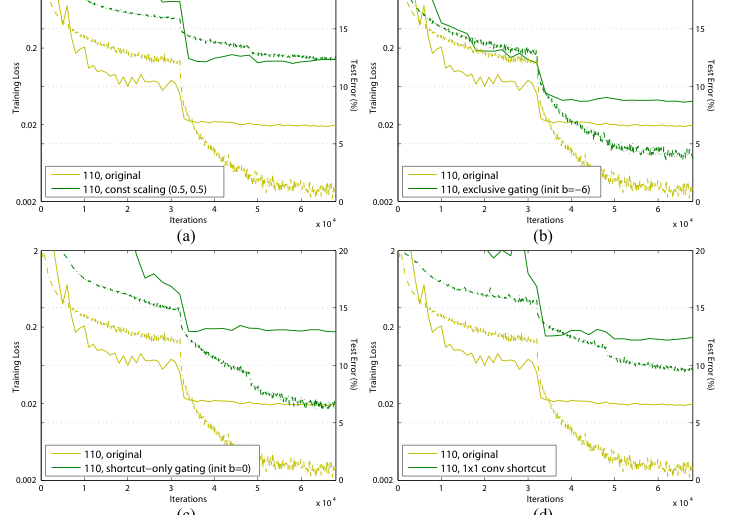 15
0.2
10
0.02
5
0.002
0
Training Loss
Test Error (%)
110, original
110, const scaling (0.5, 0.5)
0 1 2 3 4 5 6
Iterations
x 10^4
(a)
15
0.2
10
0.02
5
0.002
0
Training Loss
Test Error (%)
110, original
110, exclusive gating (init b=−6)
0 2 4 6
Iterations
x 10^4
(b)
2
20
15
0.2
10
0.02
5
0.002
0
Training Loss
Test Error (%)
110, original
110, shortcut−only gating (init b=0)
0 1 2 3 4 5 6
Iterations
x 10^4
(c)
2
20
15
0.2
10
0.02
5
0.002
0
Training Loss
Test Error (%)
110, original
110, 1x1 conv shortcut
0 2 4 6
Iterations
x 10^4
(d)